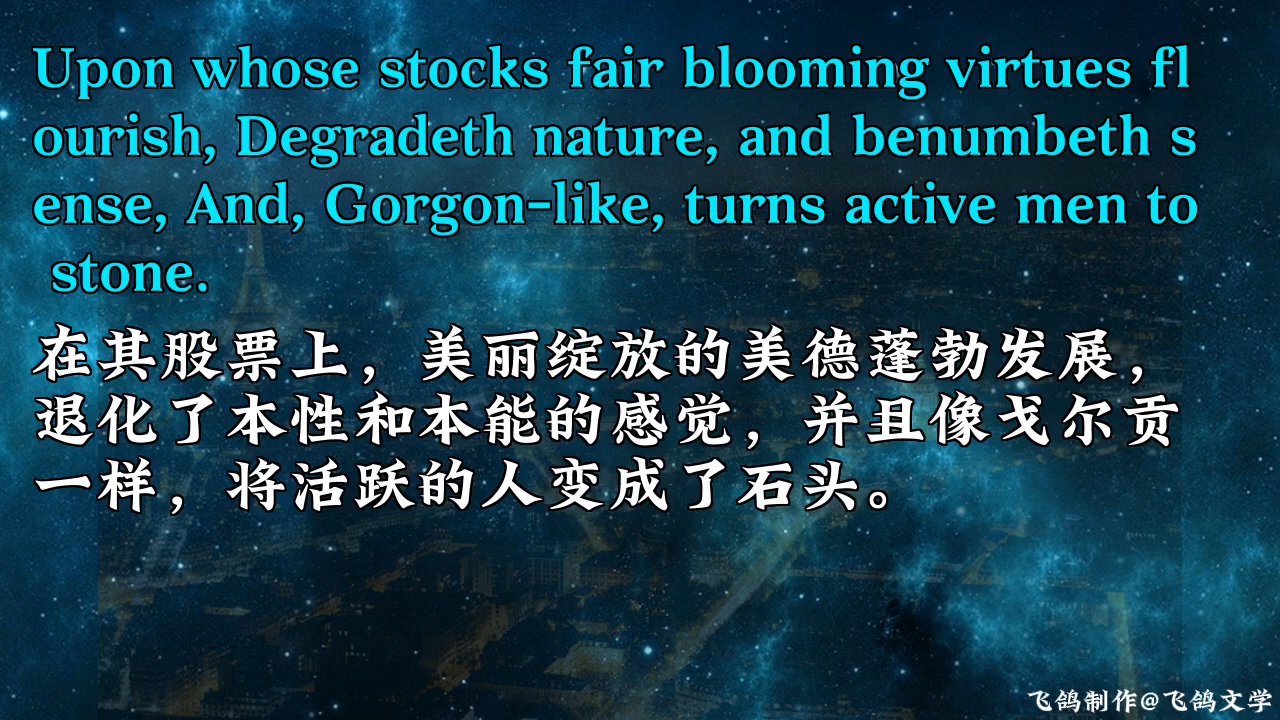 Upon whose stocks fair blooming virtues fl
ourish, Degradeth nature, and benumbeth s
ense, And, Gorgon-like, turns active men to
 stone.
在其股票上，美丽绽放的美德蓬勃发展，
退化了本性和本能的感觉，并且像戈尔贡
一样，将活跃的人变成了石头。
飞鸽制作@飞鸽文学